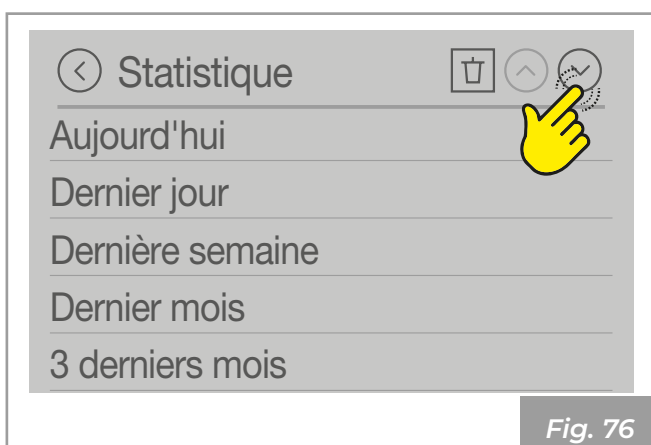 Statistique
Aujourd'hui
Dernier jour
Dernière semaine
Dernier mois
3 derniers mois
Fig. 76